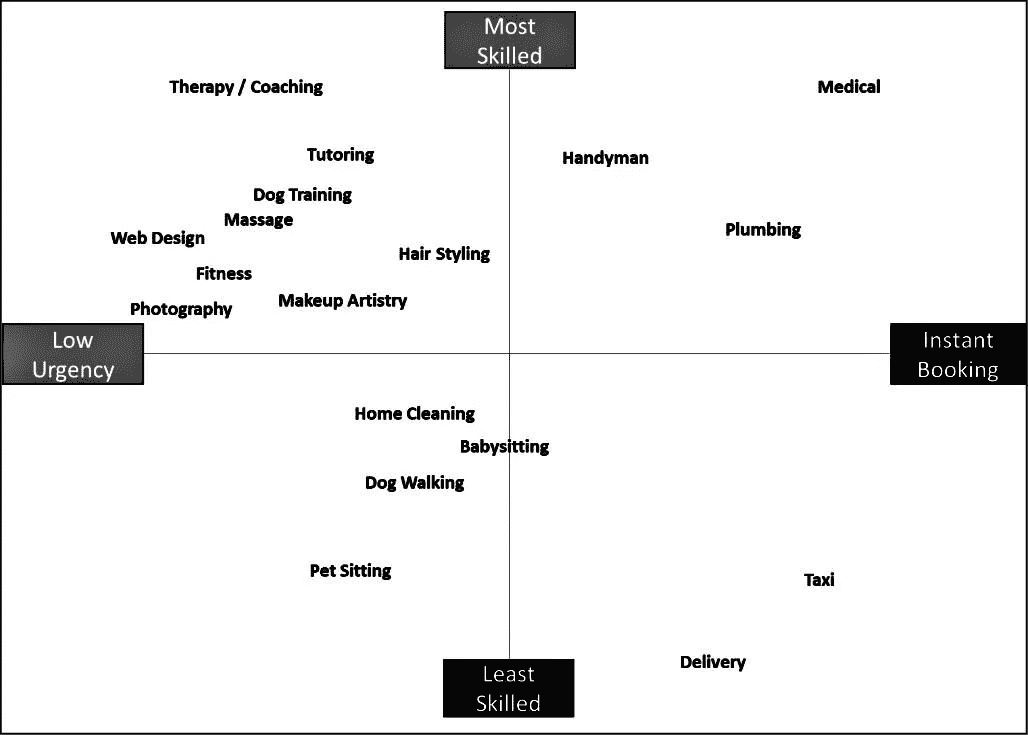 Most
Skilled
Therapy / Coaching
Medical
Tutoring
Handyman
Dog Training
Massage
Plumbing
Web Design
Hair Styling
Fitness
Makeup Artistry
Photography
Low
Urgency
Instant
Booking
Home Cleaning
Babysitting
Dog Walking
Pet Sitting
Taxi
Delivery
Least
Skilled